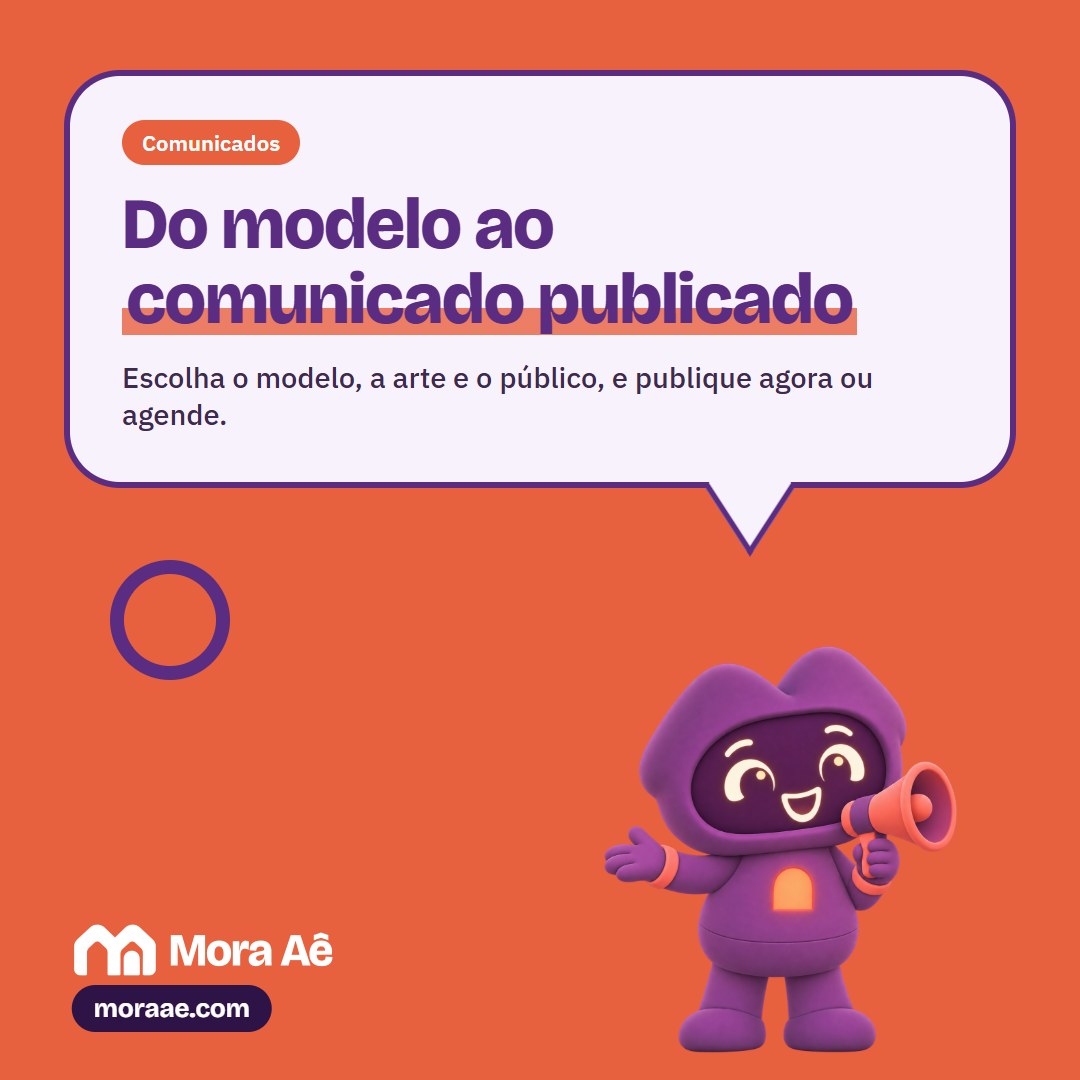 Comunicados
Do modelo ao
comunicado publicado
Escolha o modelo, a arte e o público, e publique agora ou
agende.
Mora Aê
moraae.com